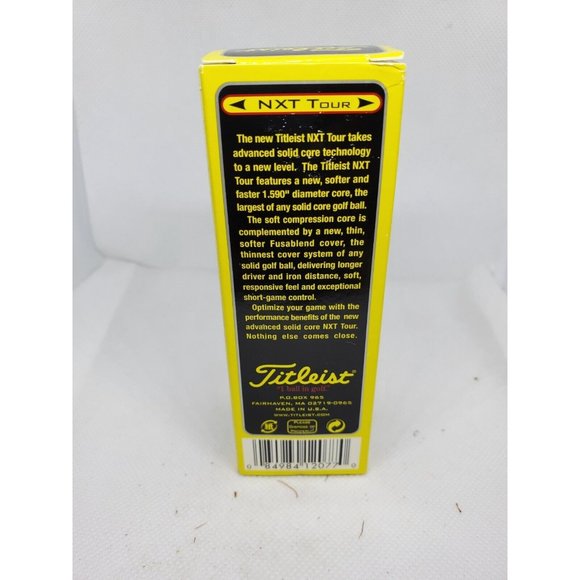 NXT TOUR
The new Titleist NXT Tour takes
advanced solid core technology
to a new level. The Titleist NXT
Tour features a new, softer and
faster 1.590" diameter core, the
largest of any solid core golf ball.
The soft compression core is
complemented by a new, thin,
softer Fusablend cover, the
thinnest cover system of any
solid golf ball, delivering longer
driver and iron distance, soft,
responsive feel and exceptional
short-game control.
Optimize your game with the
performance benefits of the new
advanced solid core NXT Tour.
Nothing else comes close.
Titleist®
"1 ball in golf."
P.O.BOX 965
FAIRHAVEN, MA 02719-0965
MADE IN U.S.A.
WWW.TITLEIST.COM
PLEASE
DISPOSE OF
PROPERLY
0 84984 12077 0